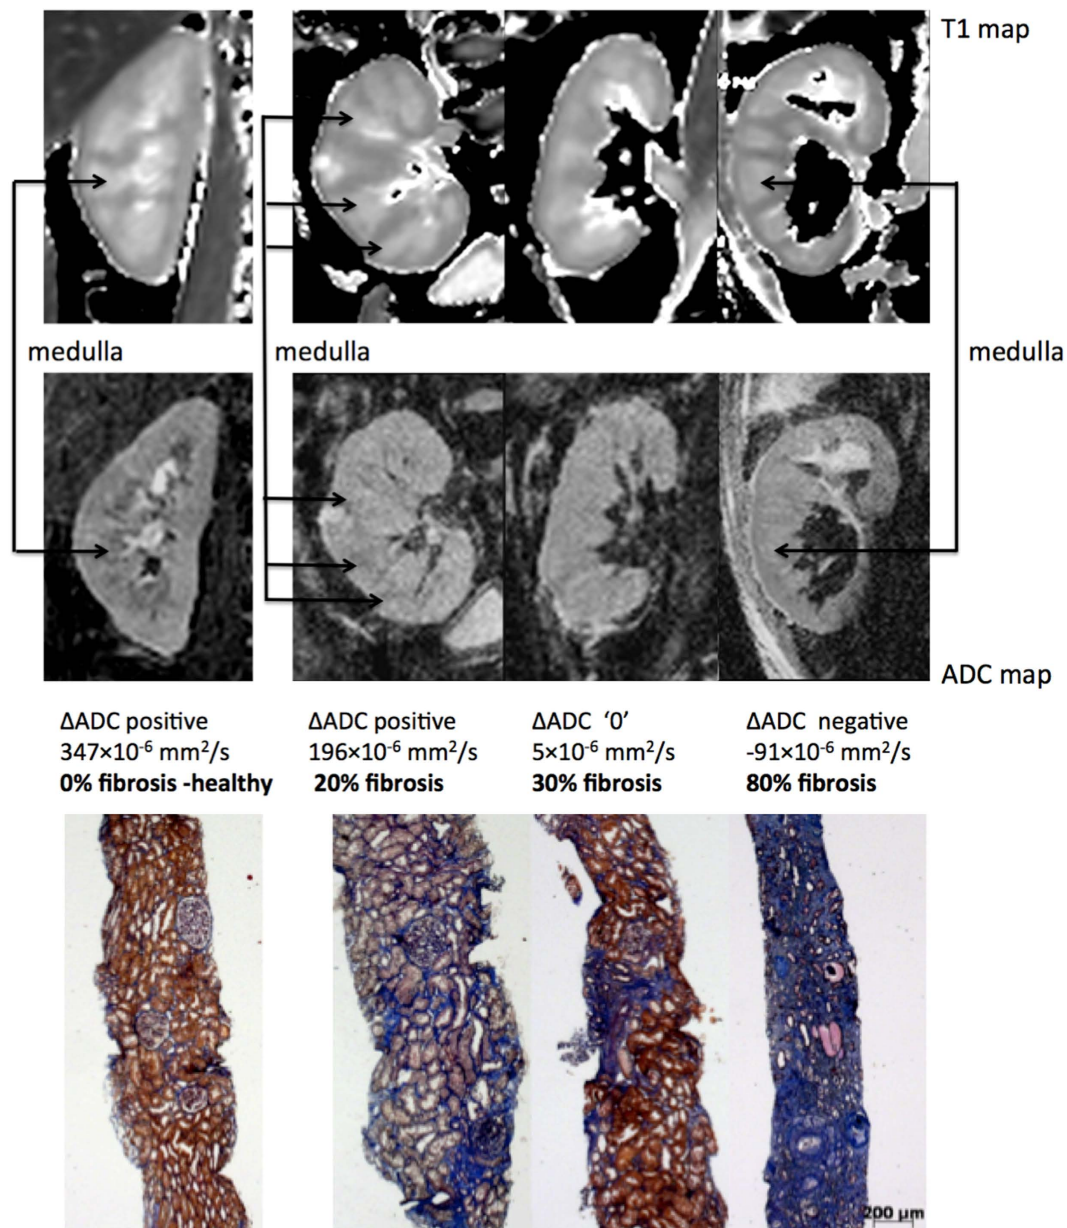 T1 map
medulla
medulla
medulla
ADC map
ΔADC positive
347×10⁻⁶ mm²/s
0% fibrosis -healthy
ΔADC positive
196×10⁻⁶ mm²/s
20% fibrosis
ΔADC ‘0’
5×10⁻⁶ mm²/s
30% fibrosis
ΔADC negative
-91×10⁻⁶ mm²/s
80% fibrosis
200 µm